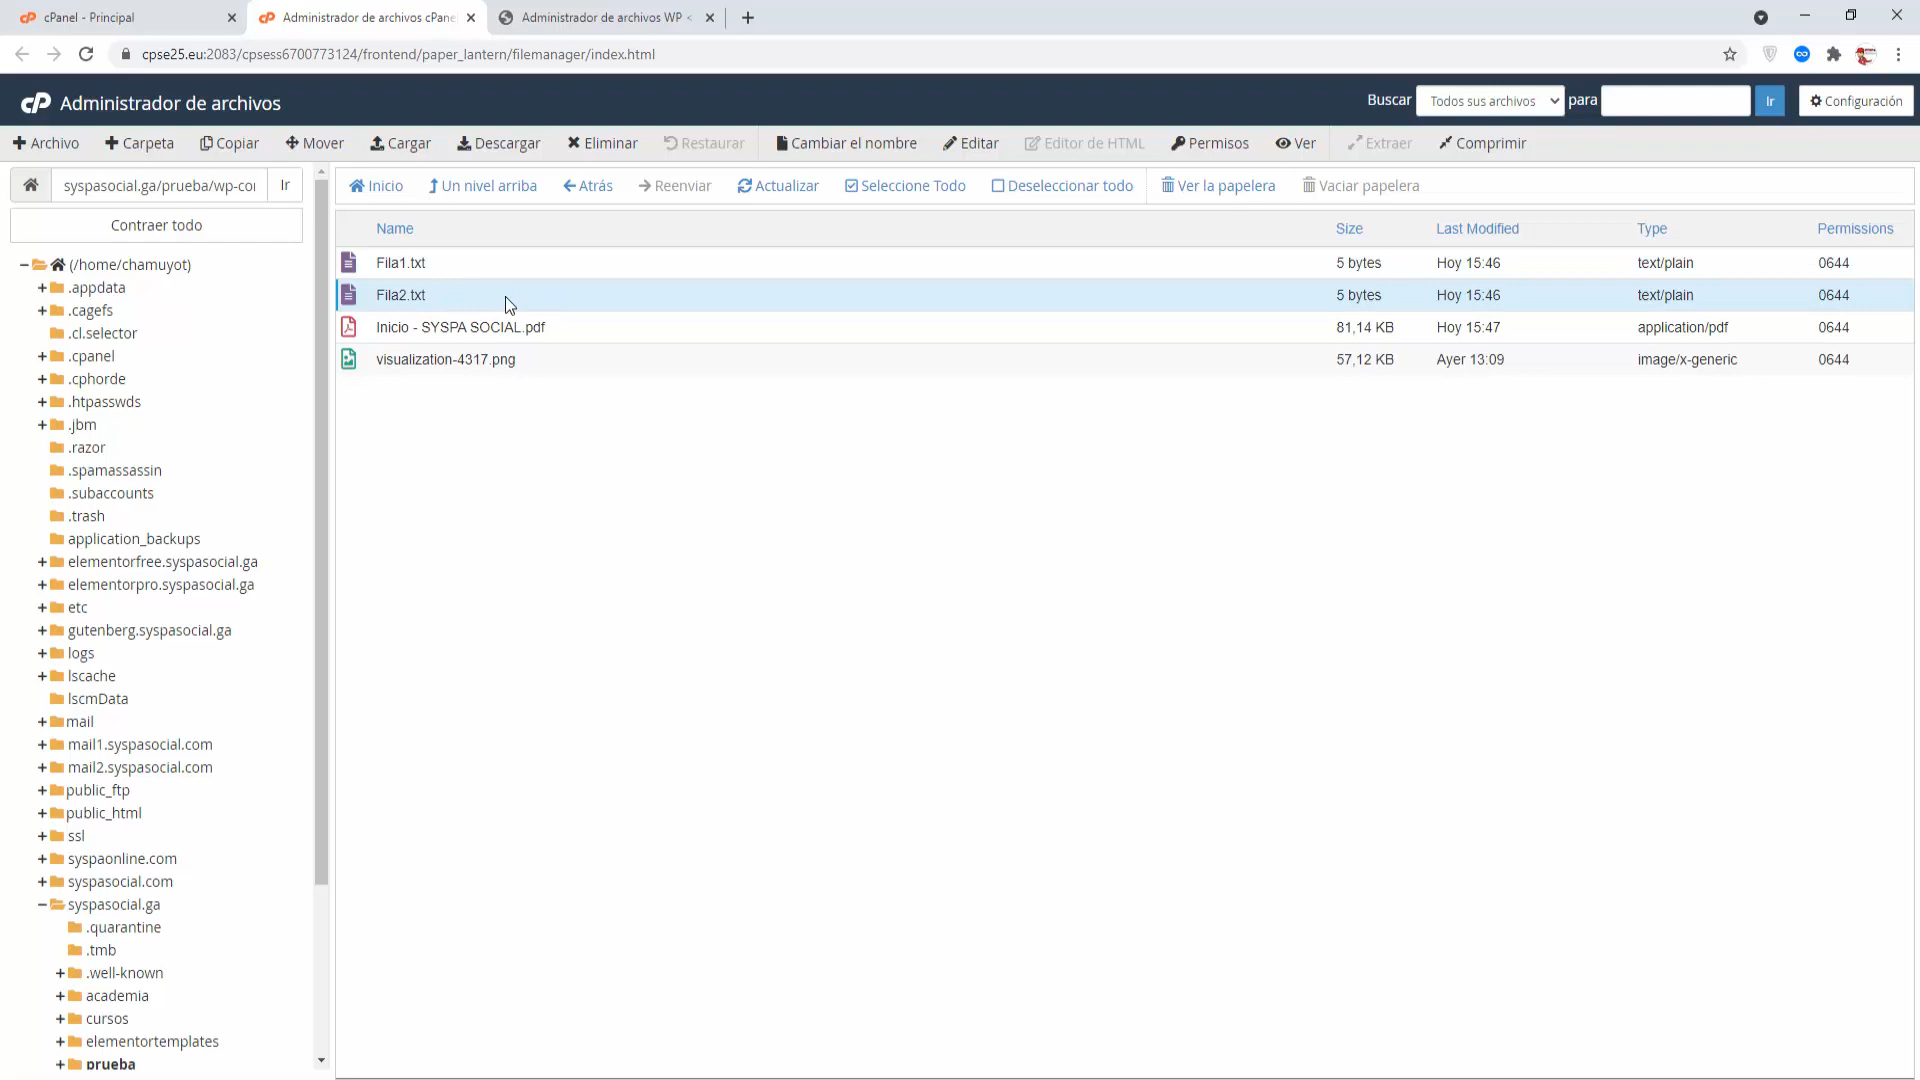 cPanel - Principal
Administrador de archivos cPane
Administrador de archivos WP <
cpse25.eu:2083/cpsess6700773124/frontend/paper_lantern/filemanager/index.html
cP Administrador de archivos
Buscar Todos sus archivos para Ir Configuración
Archivo Carpeta Copiar Mover Cargar Descargar Eliminar Restaurar Cambiar el nombre Editar Editor de HTML Permisos Ver Extraer Comprimir
syspasocial.ga/prueba/wp-co Ir
Inicio Un nivel arriba Atrás Reenviar Actualizar Seleccione Todo Deseleccionar todo Ver la papelera Vaciar papelera
Contraer todo
Name Size Last Modified Type Permissions
Fila1.txt 5 bytes Hoy 15:46 text/plain 0644
Fila2.txt 5 bytes Hoy 15:46 text/plain 0644
Inicio - SYSPA SOCIAL.pdf 81,14 KB Hoy 15:47 application/pdf 0644
visualization-4317.png 57,12 KB Ayer 13:09 image/x-generic 0644
(/home/chamuyot)
.appdata
.cagefs
.cl.selector
.cpanel
.cphorde
.htpasswds
.jbm
.razor
.spamassassin
.subaccounts
.trash
application_backups
elementorfree.syspasocial.ga
elementorpro.syspasocial.ga
etc
gutenberg.syspasocial.ga
logs
lscache
lscmData
mail
mail1.syspasocial.com
mail2.syspasocial.com
public_ftp
public_html
ssl
syspaonline.com
syspasocial.com
syspasocial.ga
.quarantine
.tmb
.well-known
academia
cursos
elementortemplates
prueba